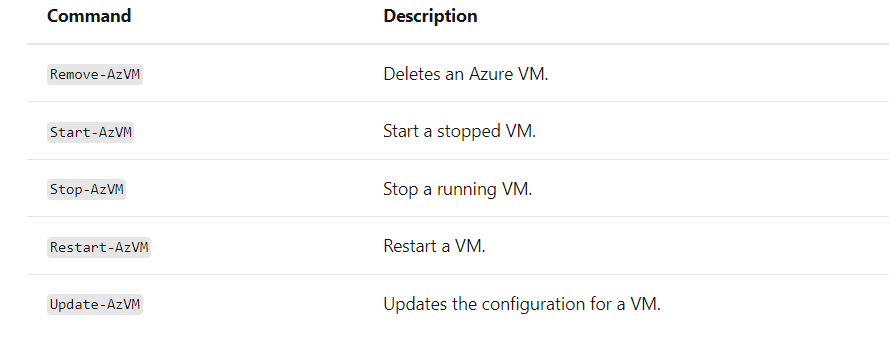 Command Description
Remove-AzVM Deletes an Azure VM.
Start-AzVM Start a stopped VM.
Stop-AzVM Stop a running VM.
Restart-AzVM Restart a VM.
Update-AzVM Updates the configuration for a VM.